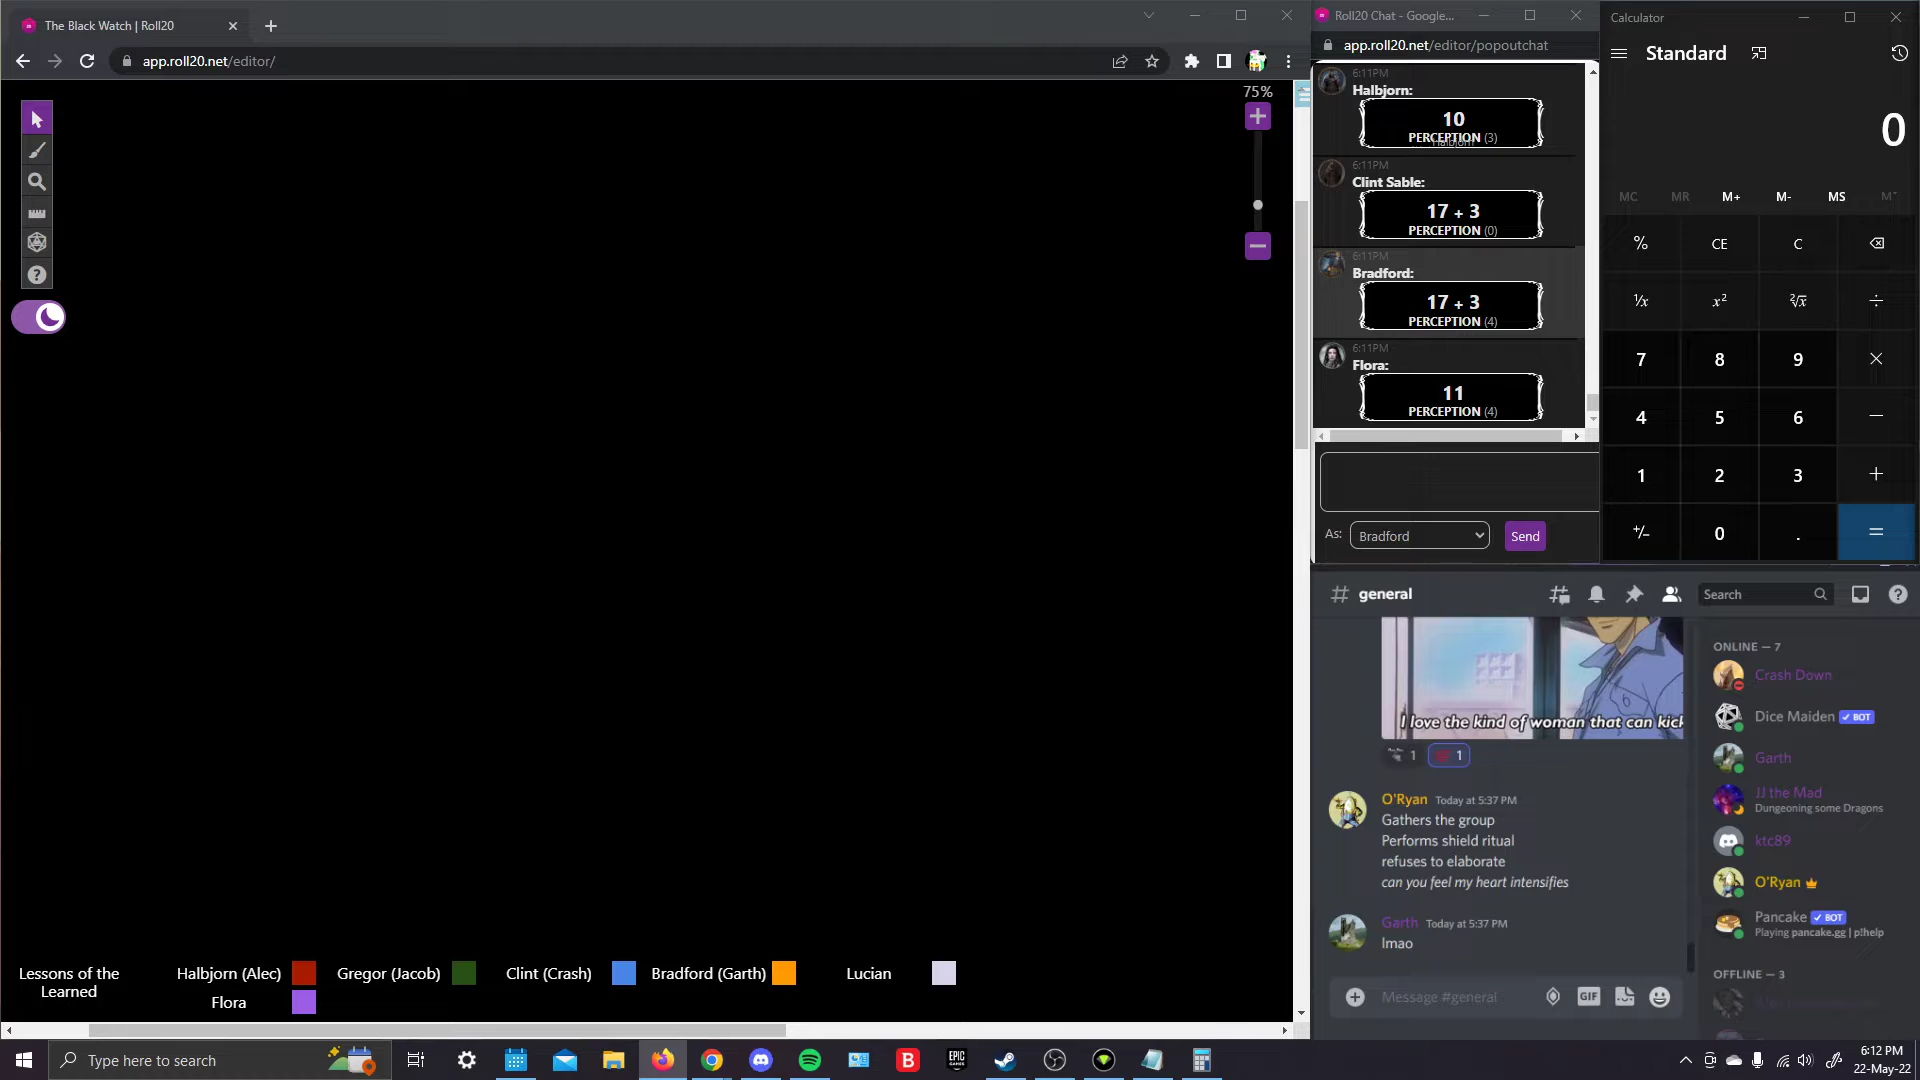 The Black Watch | Roll20
app.roll20.net/editor/
75%
Lessons of the
Learned
Halbjorn (Alec)
Gregor (Jacob)
Clint (Crash)
Bradford (Garth)
Lucian
Flora
Roll20 Chat - Google...
app.roll20.net/editor/popoutchat
6:11PM
Halbjorn:
10
PERCEPTION (3)
Halbjorn
6:11PM
Clint Sable:
17 + 3
PERCEPTION (0)
6:11PM
Bradford:
17 + 3
PERCEPTION (4)
6:11PM
Flora:
11
PERCEPTION (4)
As:
Bradford
Send
Calculator
Standard
0
MC MR M+ M- MS M˅
% CE C
¹/x x² ²√x ÷
7 8 9 ×
4 5 6 −
1 2 3 +
+/− 0 . =
# general
Search
I love the kind of woman that can kick
1
1
O'Ryan Today at 5:37 PM
Gathers the group
Performs shield ritual
refuses to elaborate
can you feel my heart intensifies
Garth Today at 5:37 PM
lmao
Message #general
GIF
ONLINE — 7
Crash Down
Dice Maiden ✓ BOT
Garth
JJ the Mad
Dungeoning some Dragons
ktc89
O'Ryan
Pancake ✓ BOT
Playing pancake.gg | p!help
OFFLINE — 3
Type here to search
B
EPIC
GAMES
6:12 PM
22-May-22